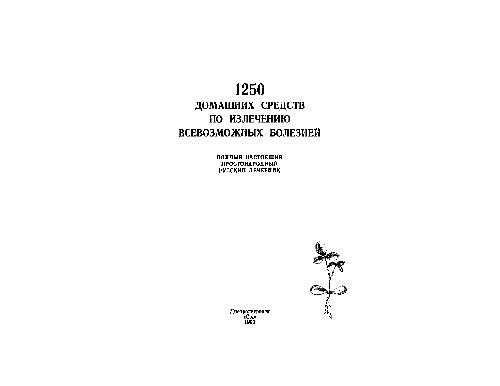 1250
ДОМАШНИХ СРЕДСТВ
ПО ИЗЛЕЧЕНИЮ
ВСЕВОЗМОЖНЫХ БОЛЕЗНЕЙ
ПОЛНЫЙ НАСТОЯЩИЙ
ПРОСТОНАРОДНЫЙ
РУССКИЙ ЛЕЧЕБНИК